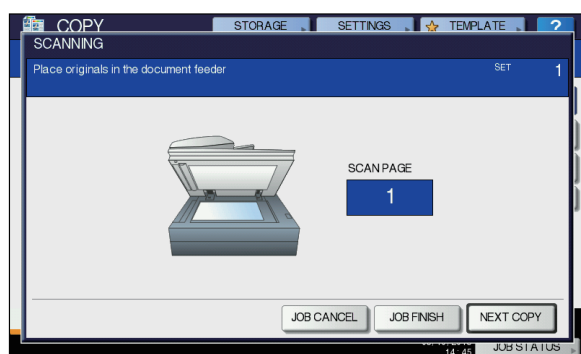 COPY
STORAGE SETTINGS TEMPLATE ?
SCANNING
Place originals in the document feeder
SET 1
SCAN PAGE
1
JOB CANCEL JOB FINISH NEXT COPY
14:45 JOB STATUS